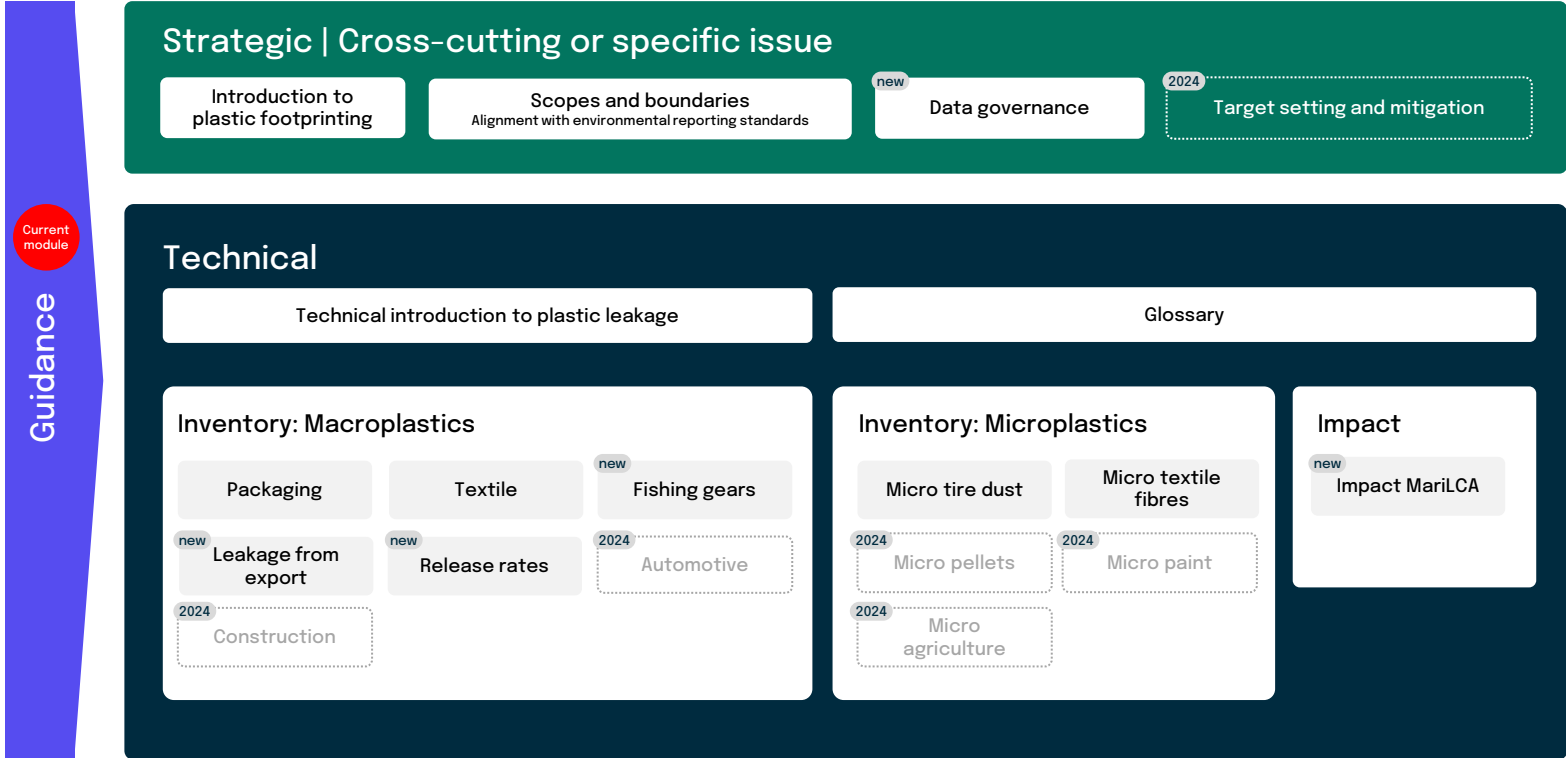 Current
module
Guidance
Strategic | Cross-cutting or specific issue
Introduction to
plastic footprinting
Scopes and boundaries
Alignment with environmental reporting standards
new
Data governance
2024
Target setting and mitigation
Technical
Technical introduction to plastic leakage
Glossary
Inventory: Macroplastics
Packaging
Textile
new
Fishing gears
new
Leakage from
export
new
Release rates
2024
Automotive
2024
Construction
Inventory: Microplastics
Micro tire dust
Micro textile
fibres
2024
Micro pellets
2024
Micro paint
2024
Micro
agriculture
Impact
new
Impact MariLCA